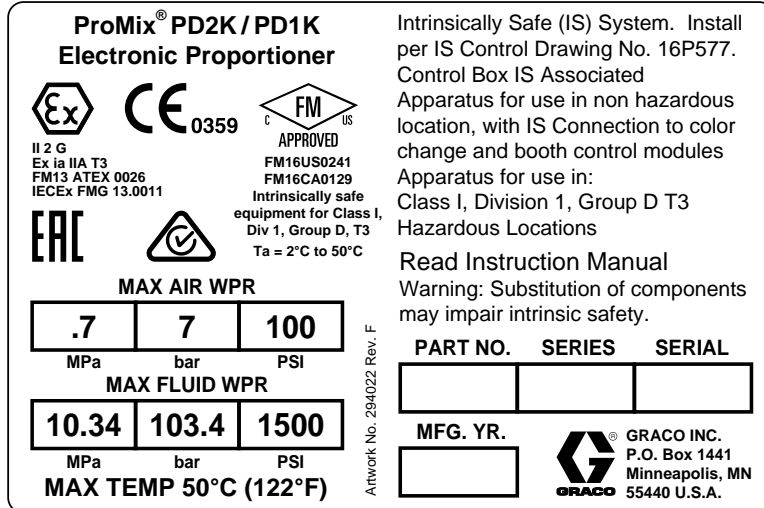 ProMix® PD2K / PD1K
Electronic Proportioner
Ex
CE 0359
FM
C US
APPROVED
II 2 G
Ex ia IIA T3
FM13 ATEX 0026
IECEx FMG 13.0011
FM16US0241
FM16CA0129
Intrinsically safe
equipment for Class I,
Div 1, Group D, T3
Ta = 2°C to 50°C
EAC
MAX AIR WPR
.7 7 100
MPa bar PSI
MAX FLUID WPR
10.34 103.4 1500
MPa bar PSI
MAX TEMP 50°C (122°F)
Artwork No. 294022 Rev. F
Intrinsically Safe (IS) System. Install
per IS Control Drawing No. 16P577.
Control Box IS Associated
Apparatus for use in non hazardous
location, with IS Connection to color
change and booth control modules
Apparatus for use in:
Class I, Division 1, Group D T3
Hazardous Locations
Read Instruction Manual
Warning: Substitution of components
may impair intrinsic safety.
PART NO. SERIES SERIAL
MFG. YR.
G®
GRACO
GRACO INC.
P.O. Box 1441
Minneapolis, MN
55440 U.S.A.